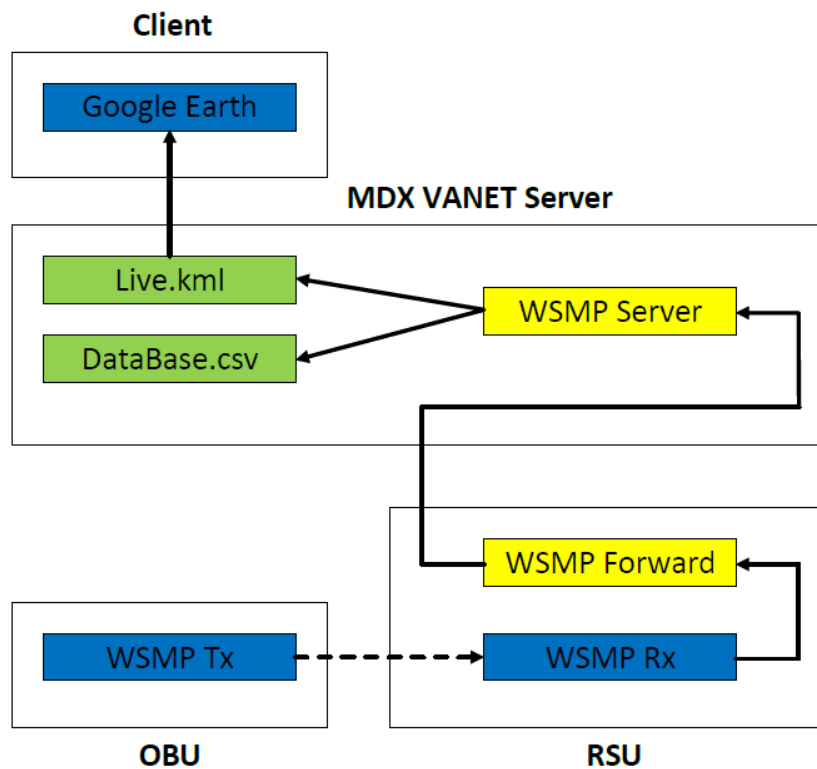 Client
Google Earth
MDX VANET Server
Live.kml
WSMP Server
DataBase.csv
WSMP Forward
WSMP Tx
WSMP Rx
OBU
RSU